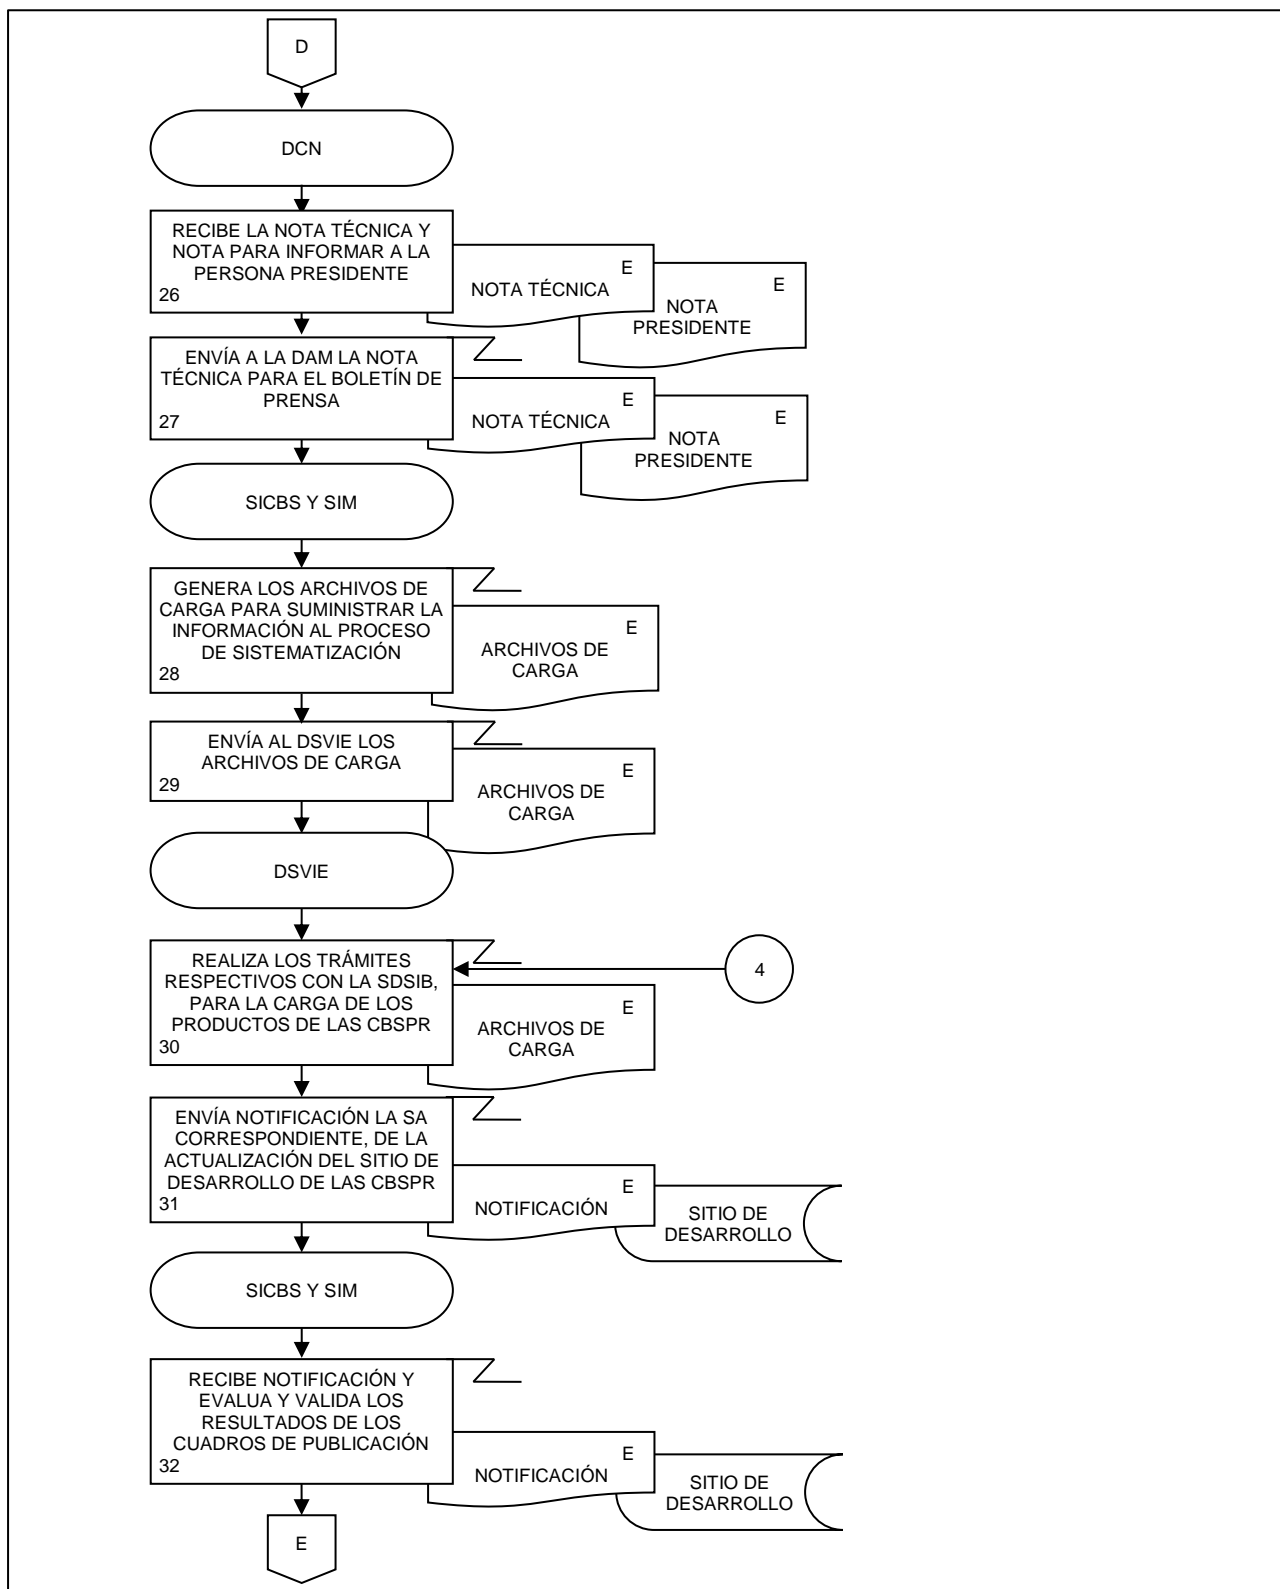 D
DCN
RECIBE LA NOTA TÉCNICA Y
NOTA PARA INFORMAR A LA
PERSONA PRESIDENTE
26
E
NOTA TÉCNICA
E
NOTA
PRESIDENTE
ENVÍA A LA DAM LA NOTA
TÉCNICA PARA EL BOLETÍN DE
PRENSA
27
E
NOTA TÉCNICA
E
NOTA
PRESIDENTE
SICBS Y SIM
GENERA LOS ARCHIVOS DE
CARGA PARA SUMINISTRAR LA
INFORMACIÓN AL PROCESO
DE SISTEMATIZACIÓN
28
E
ARCHIVOS DE
CARGA
ENVÍA AL DSVIE LOS
ARCHIVOS DE CARGA
29
E
ARCHIVOS DE
CARGA
DSVIE
REALIZA LOS TRÁMITES
RESPECTIVOS CON LA SDSIB,
PARA LA CARGA DE LOS
PRODUCTOS DE LAS CBSPR
30
4
E
ARCHIVOS DE
CARGA
ENVÍA NOTIFICACIÓN LA SA
CORRESPONDIENTE, DE LA
ACTUALIZACIÓN DEL SITIO DE
DESARROLLO DE LAS CBSPR
31
E
NOTIFICACIÓN
SITIO DE
DESARROLLO
SICBS Y SIM
RECIBE NOTIFICACIÓN Y
EVALUA Y VALIDA LOS
RESULTADOS DE LOS
CUADROS DE PUBLICACIÓN
32
E
NOTIFICACIÓN
SITIO DE
DESARROLLO
E